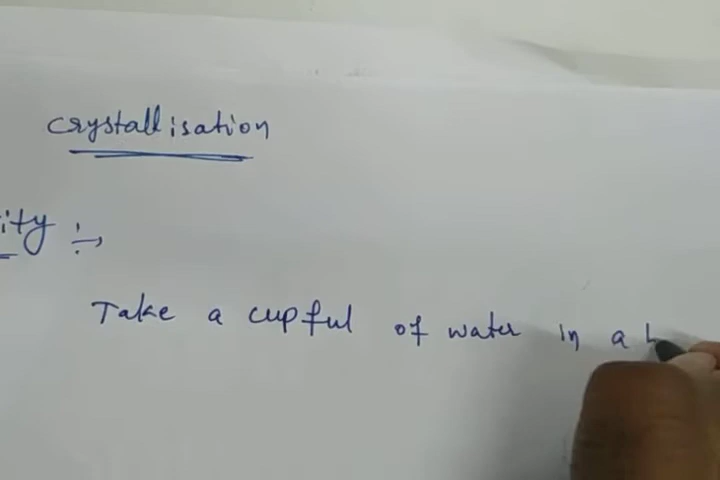 crystallisation
ity :→
Take a cupful of water in a